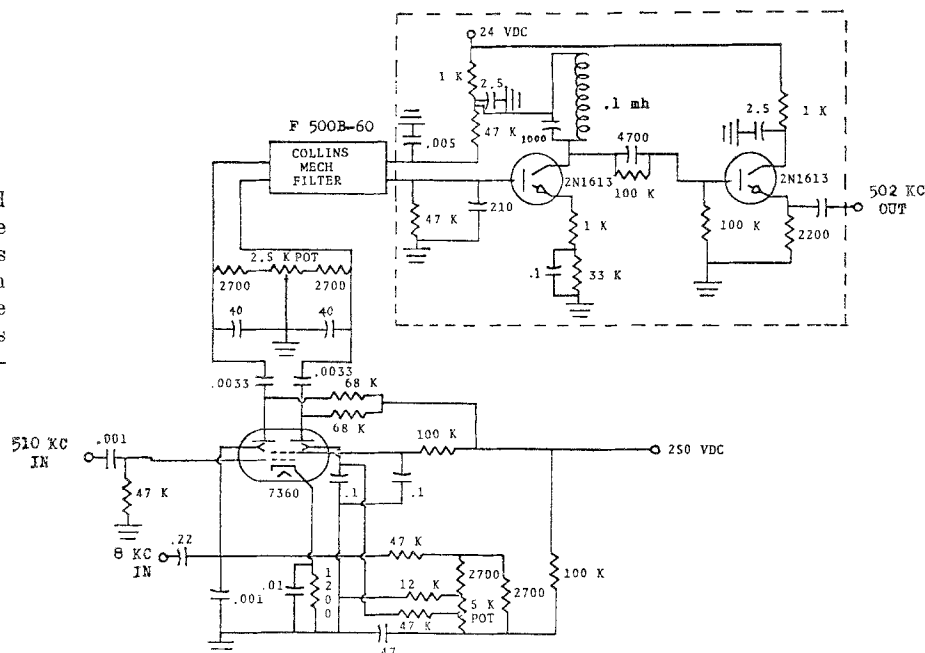 24 VDC
1 K
2.5
.1 mh
1000
2.5
1 K
F 500B-60
COLLINS
MECH
FILTER
.005
47 K
4700
2N1613
100 K
2N1613
502 KC
OUT
47 K
210
1 K
100 K
2200
.1
33 K
d
e
s
a
e
s
-
2.5 K POT
2700
2700
40
40
.0033
.0033
68 K
68 K
510 KC
IN
.001
100 K
250 VDC
47 K
7360
.1
.1
8 KC
IN
.22
47 K
2700
100 K
.001
.01
1200
12 K
5 K
POT
2700
47 K
.47